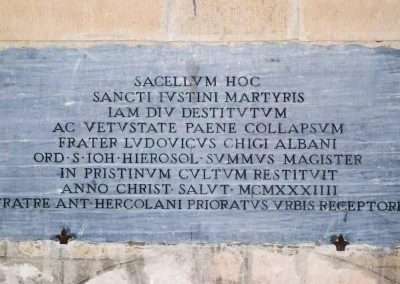 SACELLVM HOC
SANCTI IVSTINI MARTYRIS
IAM DIV DESTITVTVM
AC VETVSTATE PAENE COLLAPSVM
FRATER LVDOVICVS CHIGI ALBANI
ORD · S · IOH · HIEROSOL · SVMMVS MAGISTER
IN PRISTINVM CVLTVM RESTITVIT
ANNO CHRIST · SALVT · MCMXXXIIII
FRATRE ANT · HERCOLANI PRIORATVS VRBIS RECEPTORE